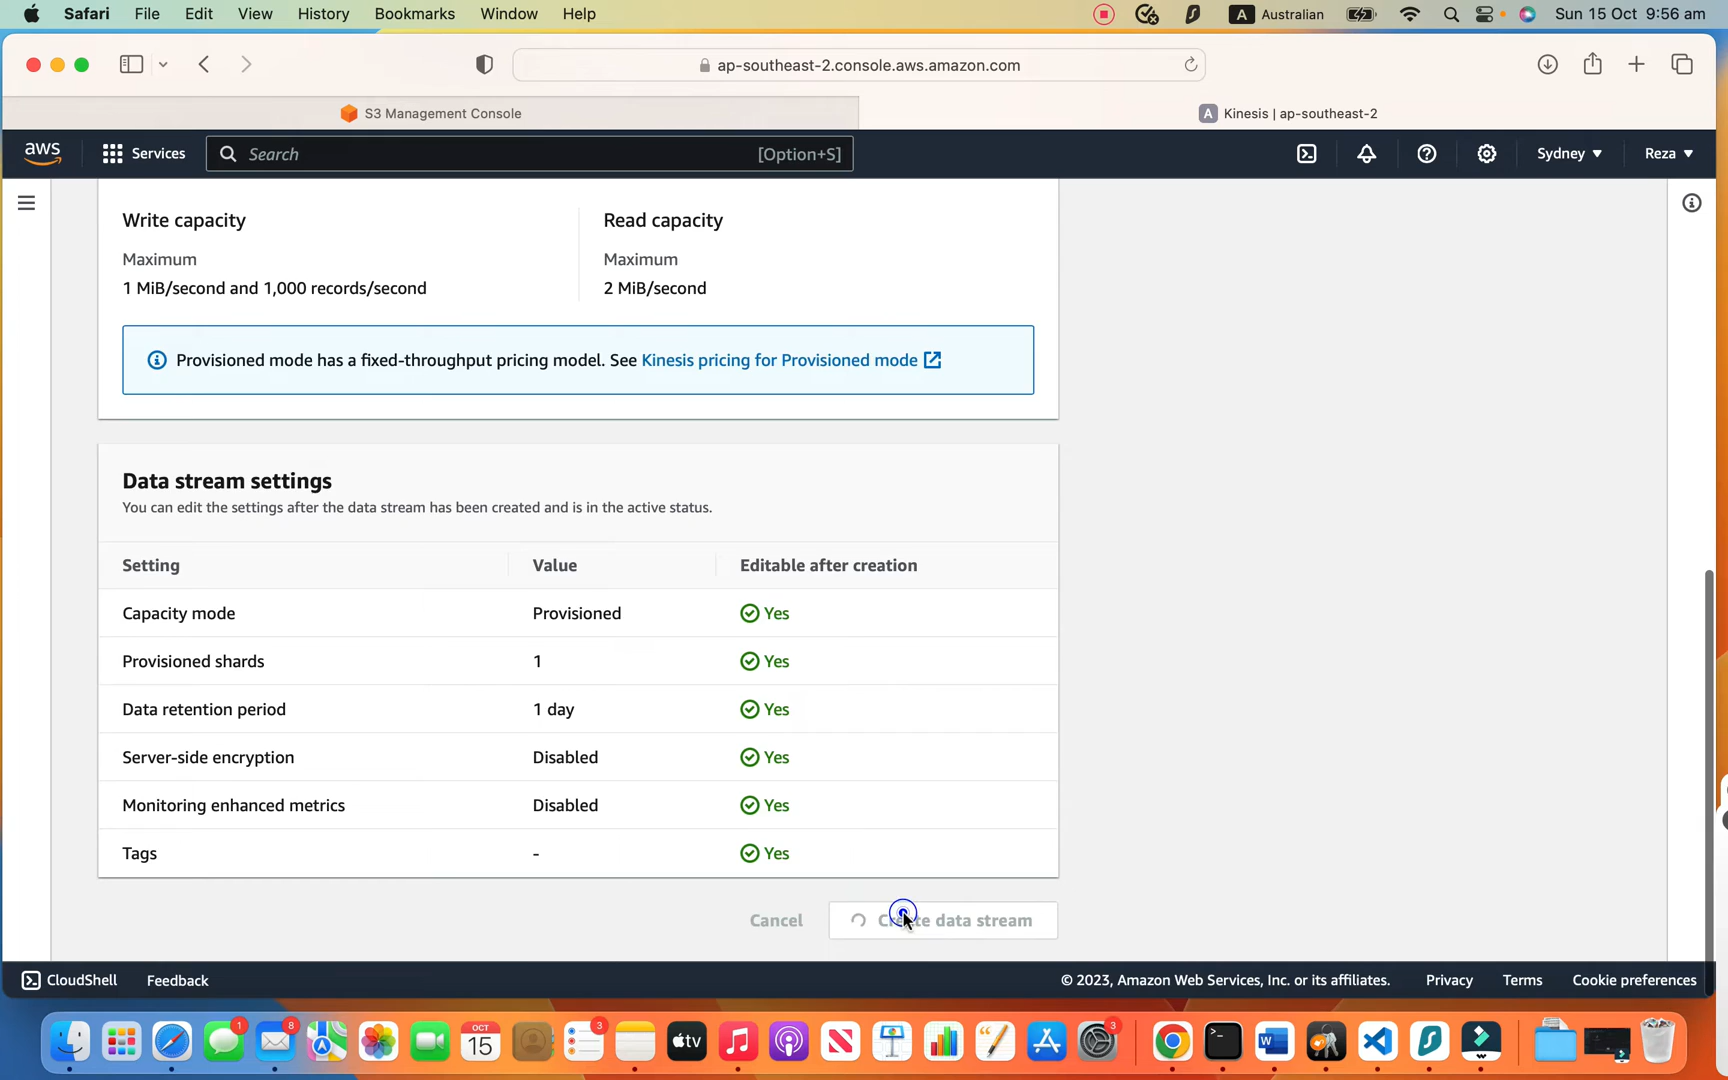 Safari File Edit View History Bookmarks Window Help A Australian Sun 15 Oct 9:56 am
ap-southeast-2.console.aws.amazon.com
S3 Management Console
A Kinesis | ap-southeast-2
aws Services Search [Option+S] Sydney Reza
Write capacity
Maximum
1 MiB/second and 1,000 records/second
Read capacity
Maximum
2 MiB/second
Provisioned mode has a fixed-throughput pricing model. See Kinesis pricing for Provisioned mode
Data stream settings
You can edit the settings after the data stream has been created and is in the active status.
Setting Value Editable after creation
Capacity mode Provisioned Yes
Provisioned shards 1 Yes
Data retention period 1 day Yes
Server-side encryption Disabled Yes
Monitoring enhanced metrics Disabled Yes
Tags - Yes
Cancel Create data stream
CloudShell Feedback © 2023, Amazon Web Services, Inc. or its affiliates. Privacy Terms Cookie preferences
1 8 OCT 15 3 tv 3 W